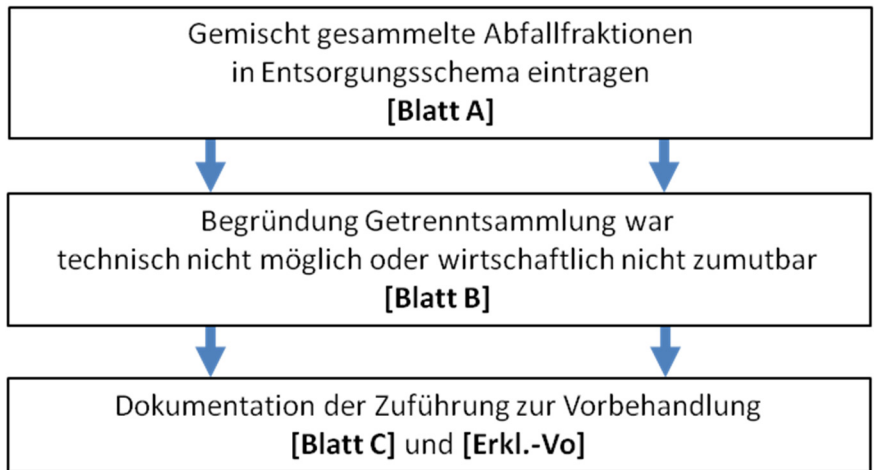 Gemischt gesammelte Abfallfraktionen
in Entsorgungsschema eintragen
[Blatt A]
Begründung Getrenntsammlung war
technisch nicht möglich oder wirtschaftlich nicht zumutbar
[Blatt B]
Dokumentation der Zuführung zur Vorbehandlung
[Blatt C] und [Erkl.-Vo]